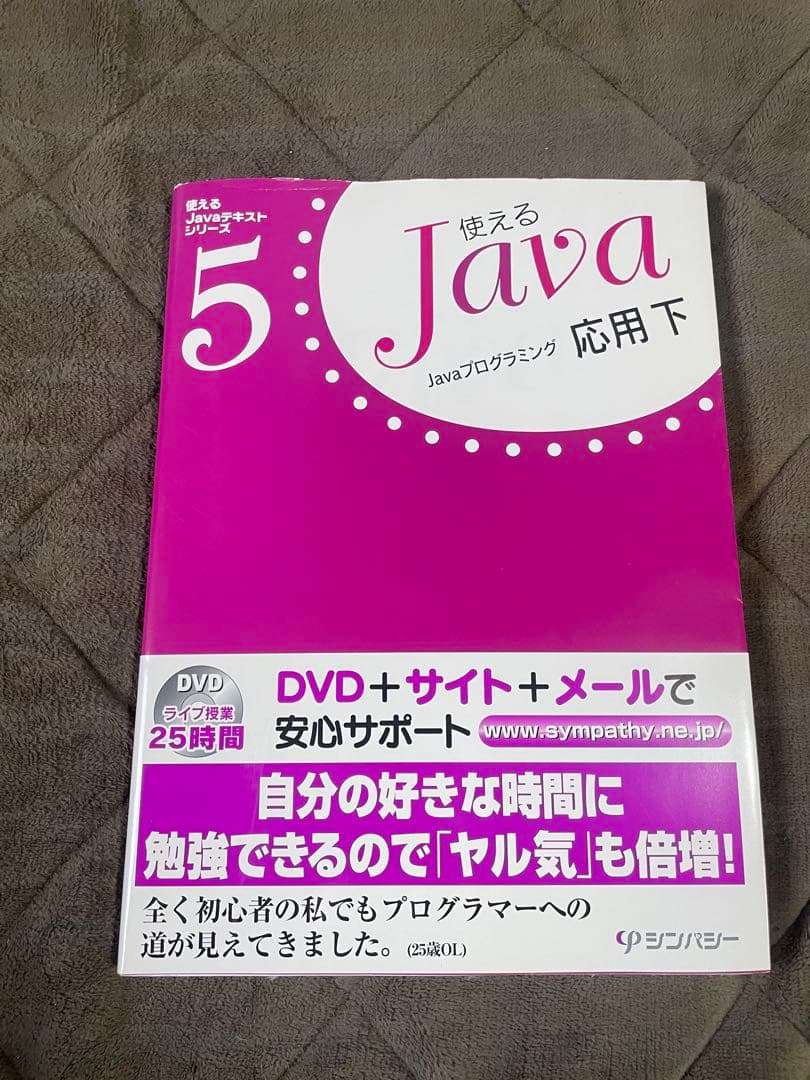 使える
Javaテキスト
シリーズ
5
使える
Java
Javaプログラミング 応用 下
DVD
ライブ授業
25時間
DVD＋サイト＋メールで
安心サポート www.sympathy.ne.jp/
自分の好きな時間に
勉強できるので「ヤル気」も倍増!
全く初心者の私でもプログラマーへの
道が見えてきました。(25歳OL)
シンパシー